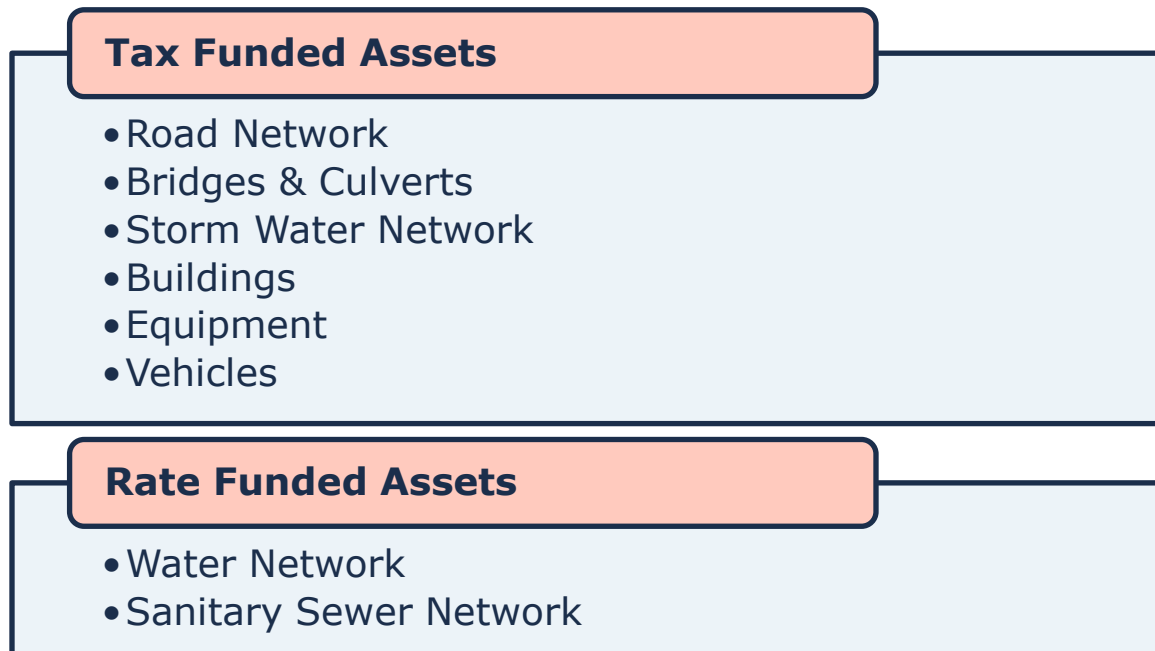 Tax Funded Assets
•Road Network
•Bridges & Culverts
•Storm Water Network
•Buildings
•Equipment
•Vehicles
Rate Funded Assets
•Water Network
•Sanitary Sewer Network